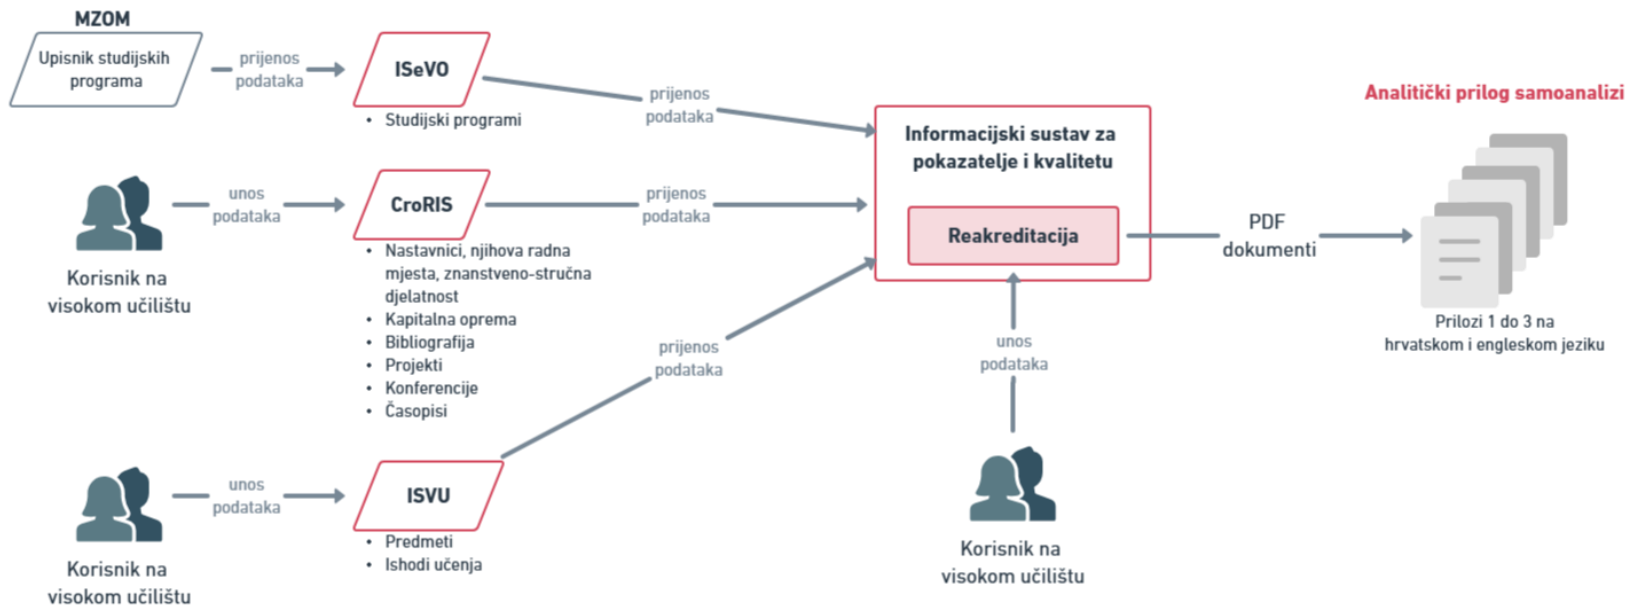 MZOM
Upisnik studijskih
programa
prijenos
podataka
ISeVO
• Studijski programi
prijenos
podataka
Korisnik na
visokom učilištu
unos
podataka
CroRIS
• Nastavnici, njihova radna
mjesta, znanstveno-stručna
djelatnost
• Kapitalna oprema
• Bibliografija
• Projekti
• Konferencije
• Časopisi
prijenos
podataka
Korisnik na
visokom učilištu
unos
podataka
ISVU
• Predmeti
• Ishodi učenja
prijenos
podataka
Informacijski sustav za
pokazatelje i kvalitetu
Reakreditacija
unos
podataka
Korisnik na
visokom učilištu
PDF
dokumenti
Analitički prilog samoanalizi
Prilozi 1 do 3 na
hrvatskom i engleskom jeziku